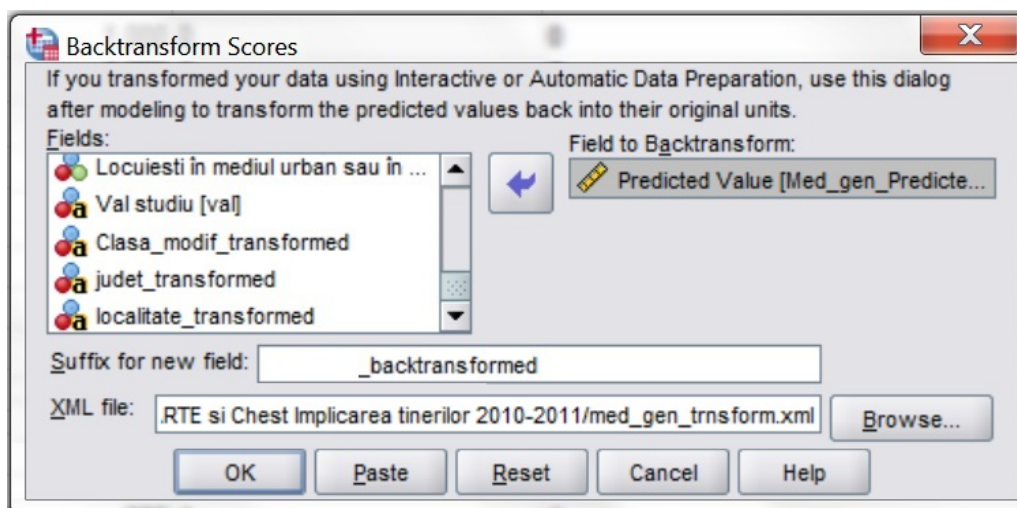 Backtransform Scores
If you transformed your data using Interactive or Automatic Data Preparation, use this dialog
after modeling to transform the predicted values back into their original units.
Fields:
Locuiesti în mediul urban sau în ...
Val studiu [val]
Clasa_modif_transformed
judet_transformed
localitate_transformed
Field to Backtransform:
Predicted Value [Med_gen_Predicte...
Suffix for new field: _backtransformed
XML file: .RTE si Chest Implicarea tinerilor 2010-2011/med_gen_trnsform.xml Browse...
OK Paste Reset Cancel Help